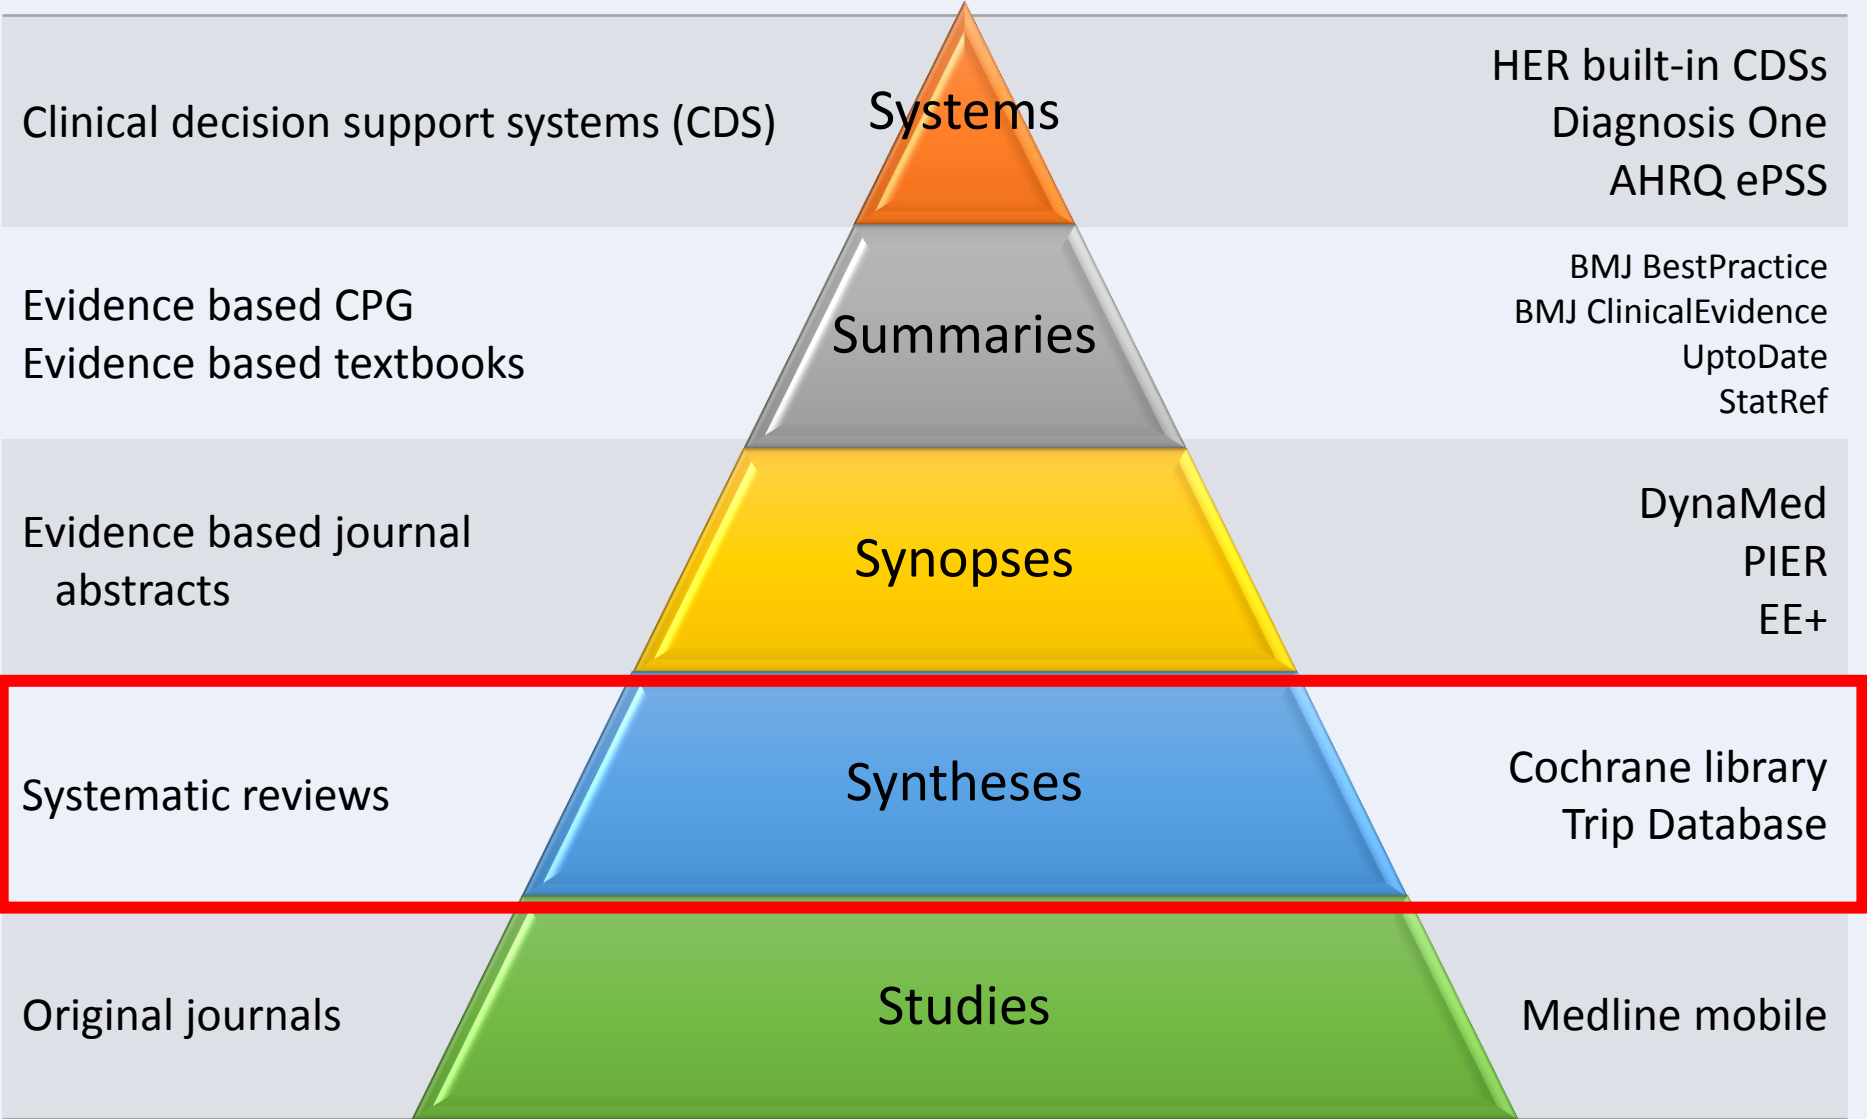 Clinical decision support systems (CDS)
Systems
HER built-in CDSs
Diagnosis One
AHRQ ePSS
Evidence based CPG
Evidence based textbooks
Summaries
BMJ BestPractice
BMJ ClinicalEvidence
UptoDate
StatRef
Evidence based journal
abstracts
Synopses
DynaMed
PIER
EE+
Systematic reviews
Syntheses
Cochrane library
Trip Database
Original journals
Studies
Medline mobile